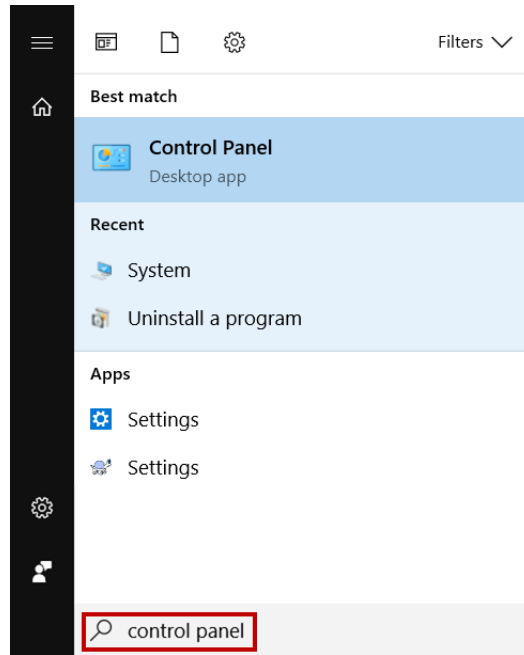 Filters
Best match
Control Panel
Desktop app
Recent
System
Uninstall a program
Apps
Settings
Settings
control panel